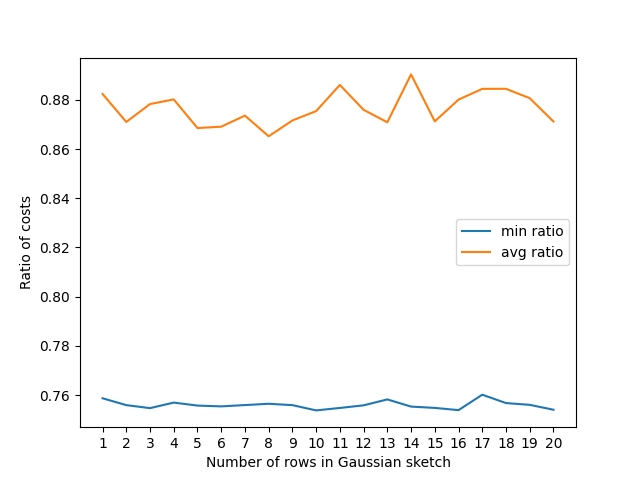 0.88
0.86
0.84
0.82
0.80
0.78
0.76
Ratio of costs
min ratio
avg ratio
1 2 3 4 5 6 7 8 9 10 11 12 13 14 15 16 17 18 19 20
Number of rows in Gaussian sketch